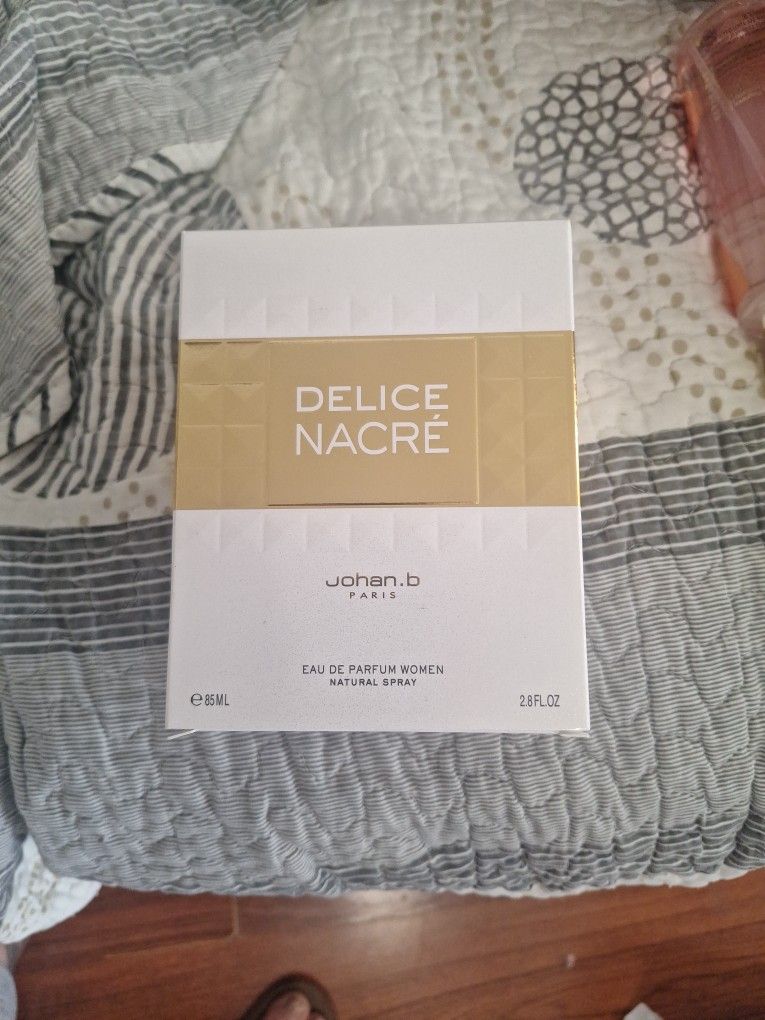 DELICE
NACRÉ
Johan.b
PARIS
EAU DE PARFUM WOMEN
NATURAL SPRAY
℮ 85ML
2.8FL.OZ